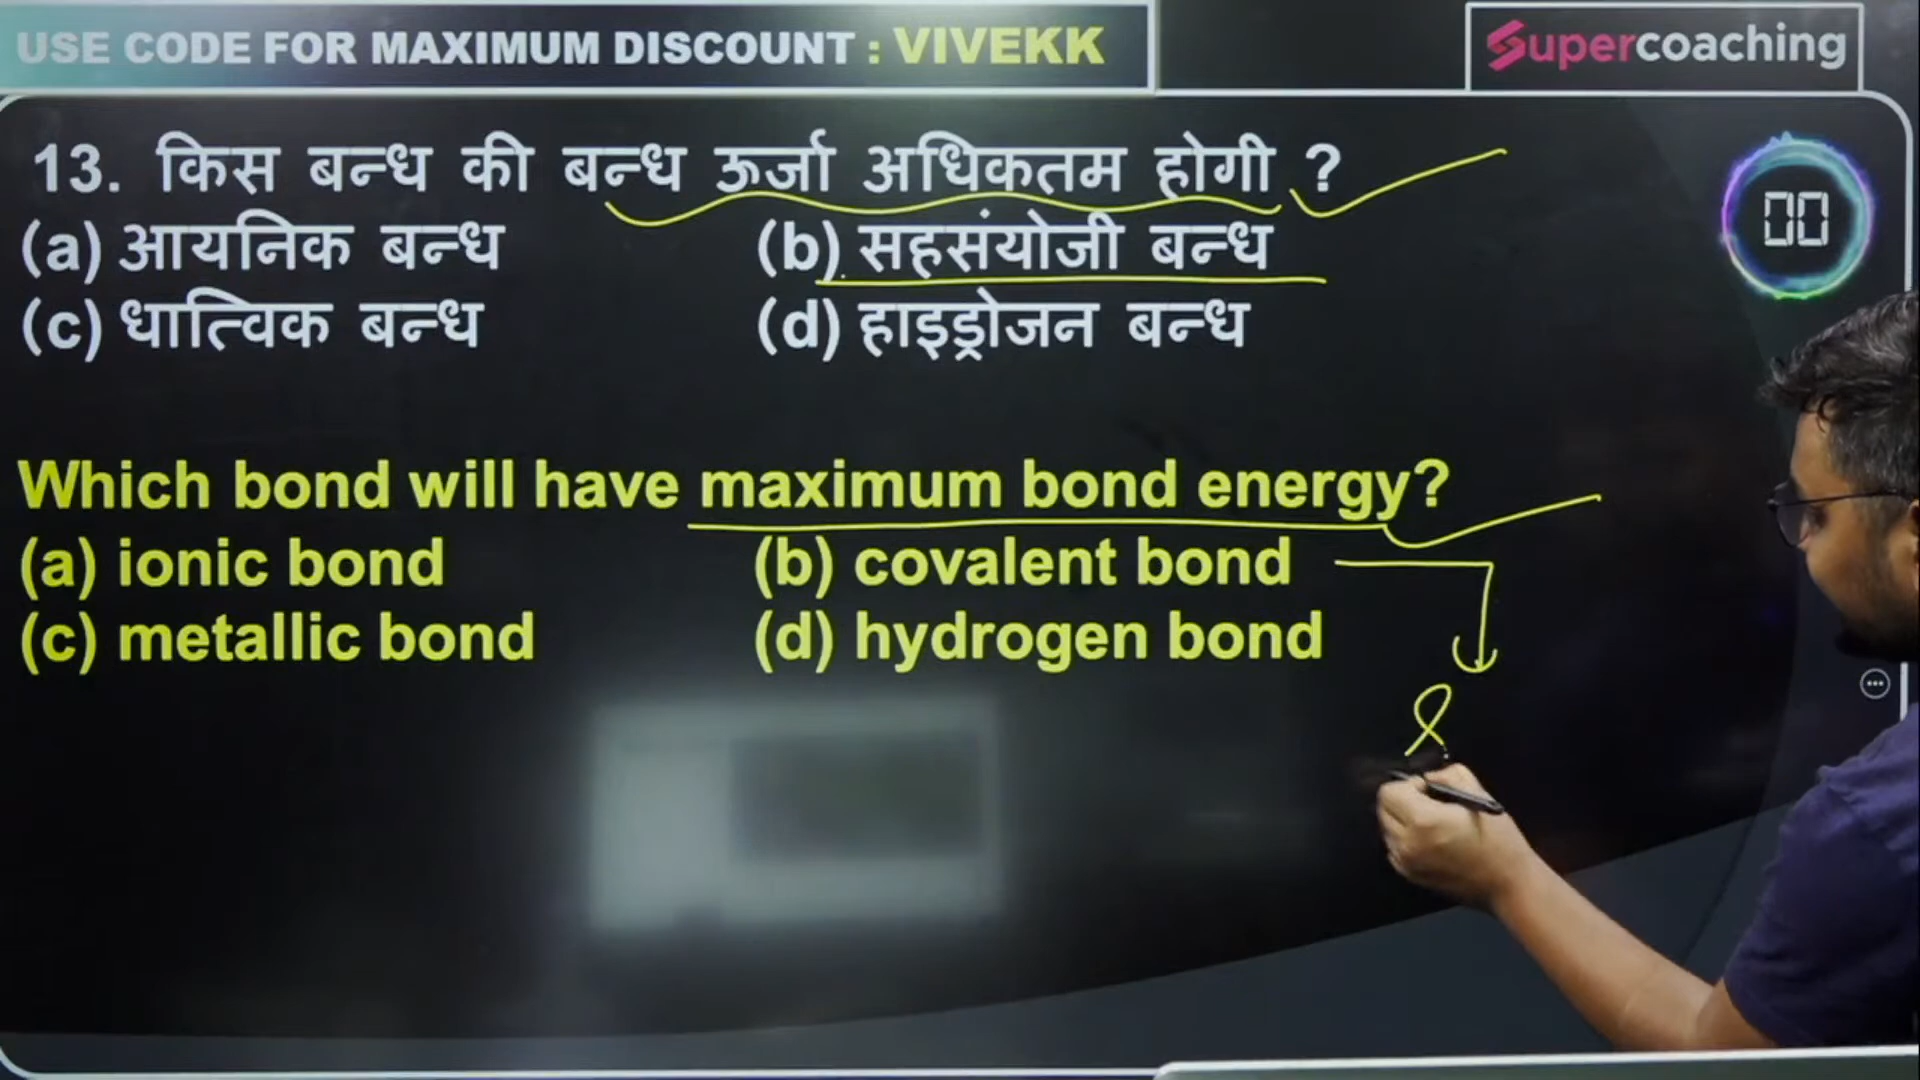 USE CODE FOR MAXIMUM DISCOUNT : VIVEKK
Supercoaching
13. किस बन्ध की बन्ध ऊर्जा अधिकतम होगी ?
00
(a) आयनिक बन्ध (b) सहसंयोजी बन्ध
(c) धात्विक बन्ध (d) हाइड्रोजन बन्ध
Which bond will have maximum bond energy?
(a) ionic bond (b) covalent bond
(c) metallic bond (d) hydrogen bond